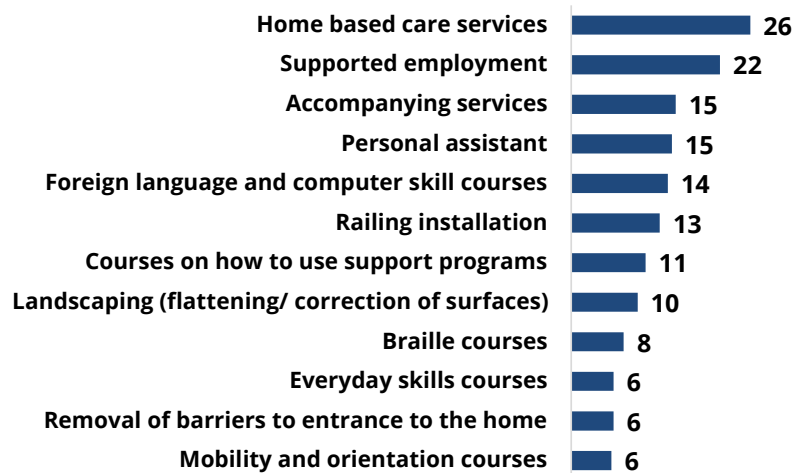 Home based care services 26
Supported employment 22
Accompanying services 15
Personal assistant 15
Foreign language and computer skill courses 14
Railing installation 13
Courses on how to use support programs 11
Landscaping (flattening/ correction of surfaces) 10
Braille courses 8
Everyday skills courses 6
Removal of barriers to entrance to the home 6
Mobility and orientation courses 6